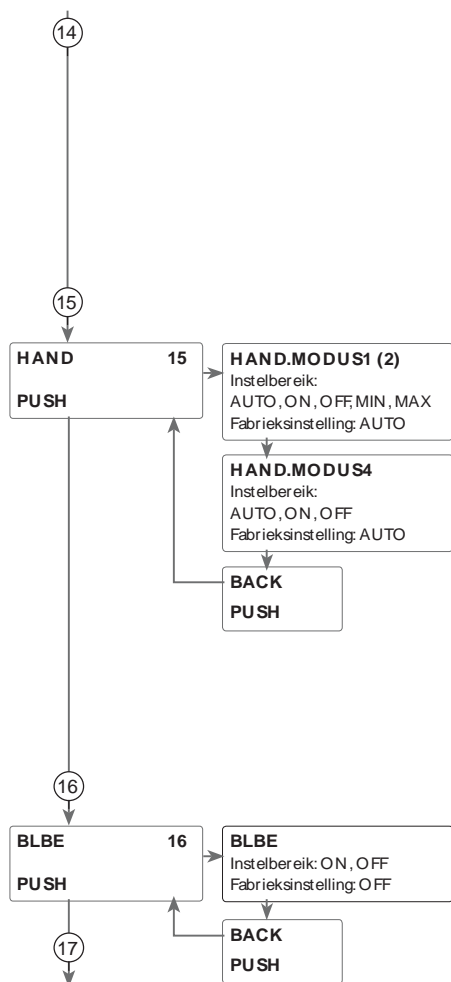 14
15
HAND 15
PUSH
HAND.MODUS1 (2)
Instelbereik:
AUTO, ON, OFF, MIN, MAX
Fabrieksinstelling: AUTO
HAND.MODUS4
Instelbereik:
AUTO, ON, OFF
Fabrieksinstelling: AUTO
BACK
PUSH
16
BLBE 16
PUSH
BLBE
Instelbereik: ON, OFF
Fabrieksinstelling: OFF
BACK
PUSH
17